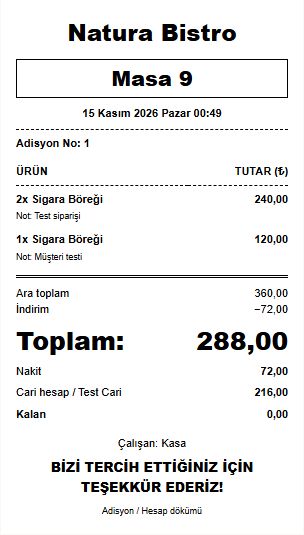 Natura Bistro
Masa 9
15 Kasım 2026 Pazar 00:49
Adisyon No: 1
ÜRÜN TUTAR (₺)
2x Sigara Böreği 240,00
Not: Test siparişi
1x Sigara Böreği 120,00
Not: Müşteri testi
Ara toplam 360,00
İndirim −72,00
Toplam: 288,00
Nakit 72,00
Cari hesap / Test Cari 216,00
Kalan 0,00
Çalışan: Kasa
BİZİ TERCİH ETTİĞİNİZ İÇİN
TEŞEKKÜR EDERİZ!
Adisyon / Hesap dökümü